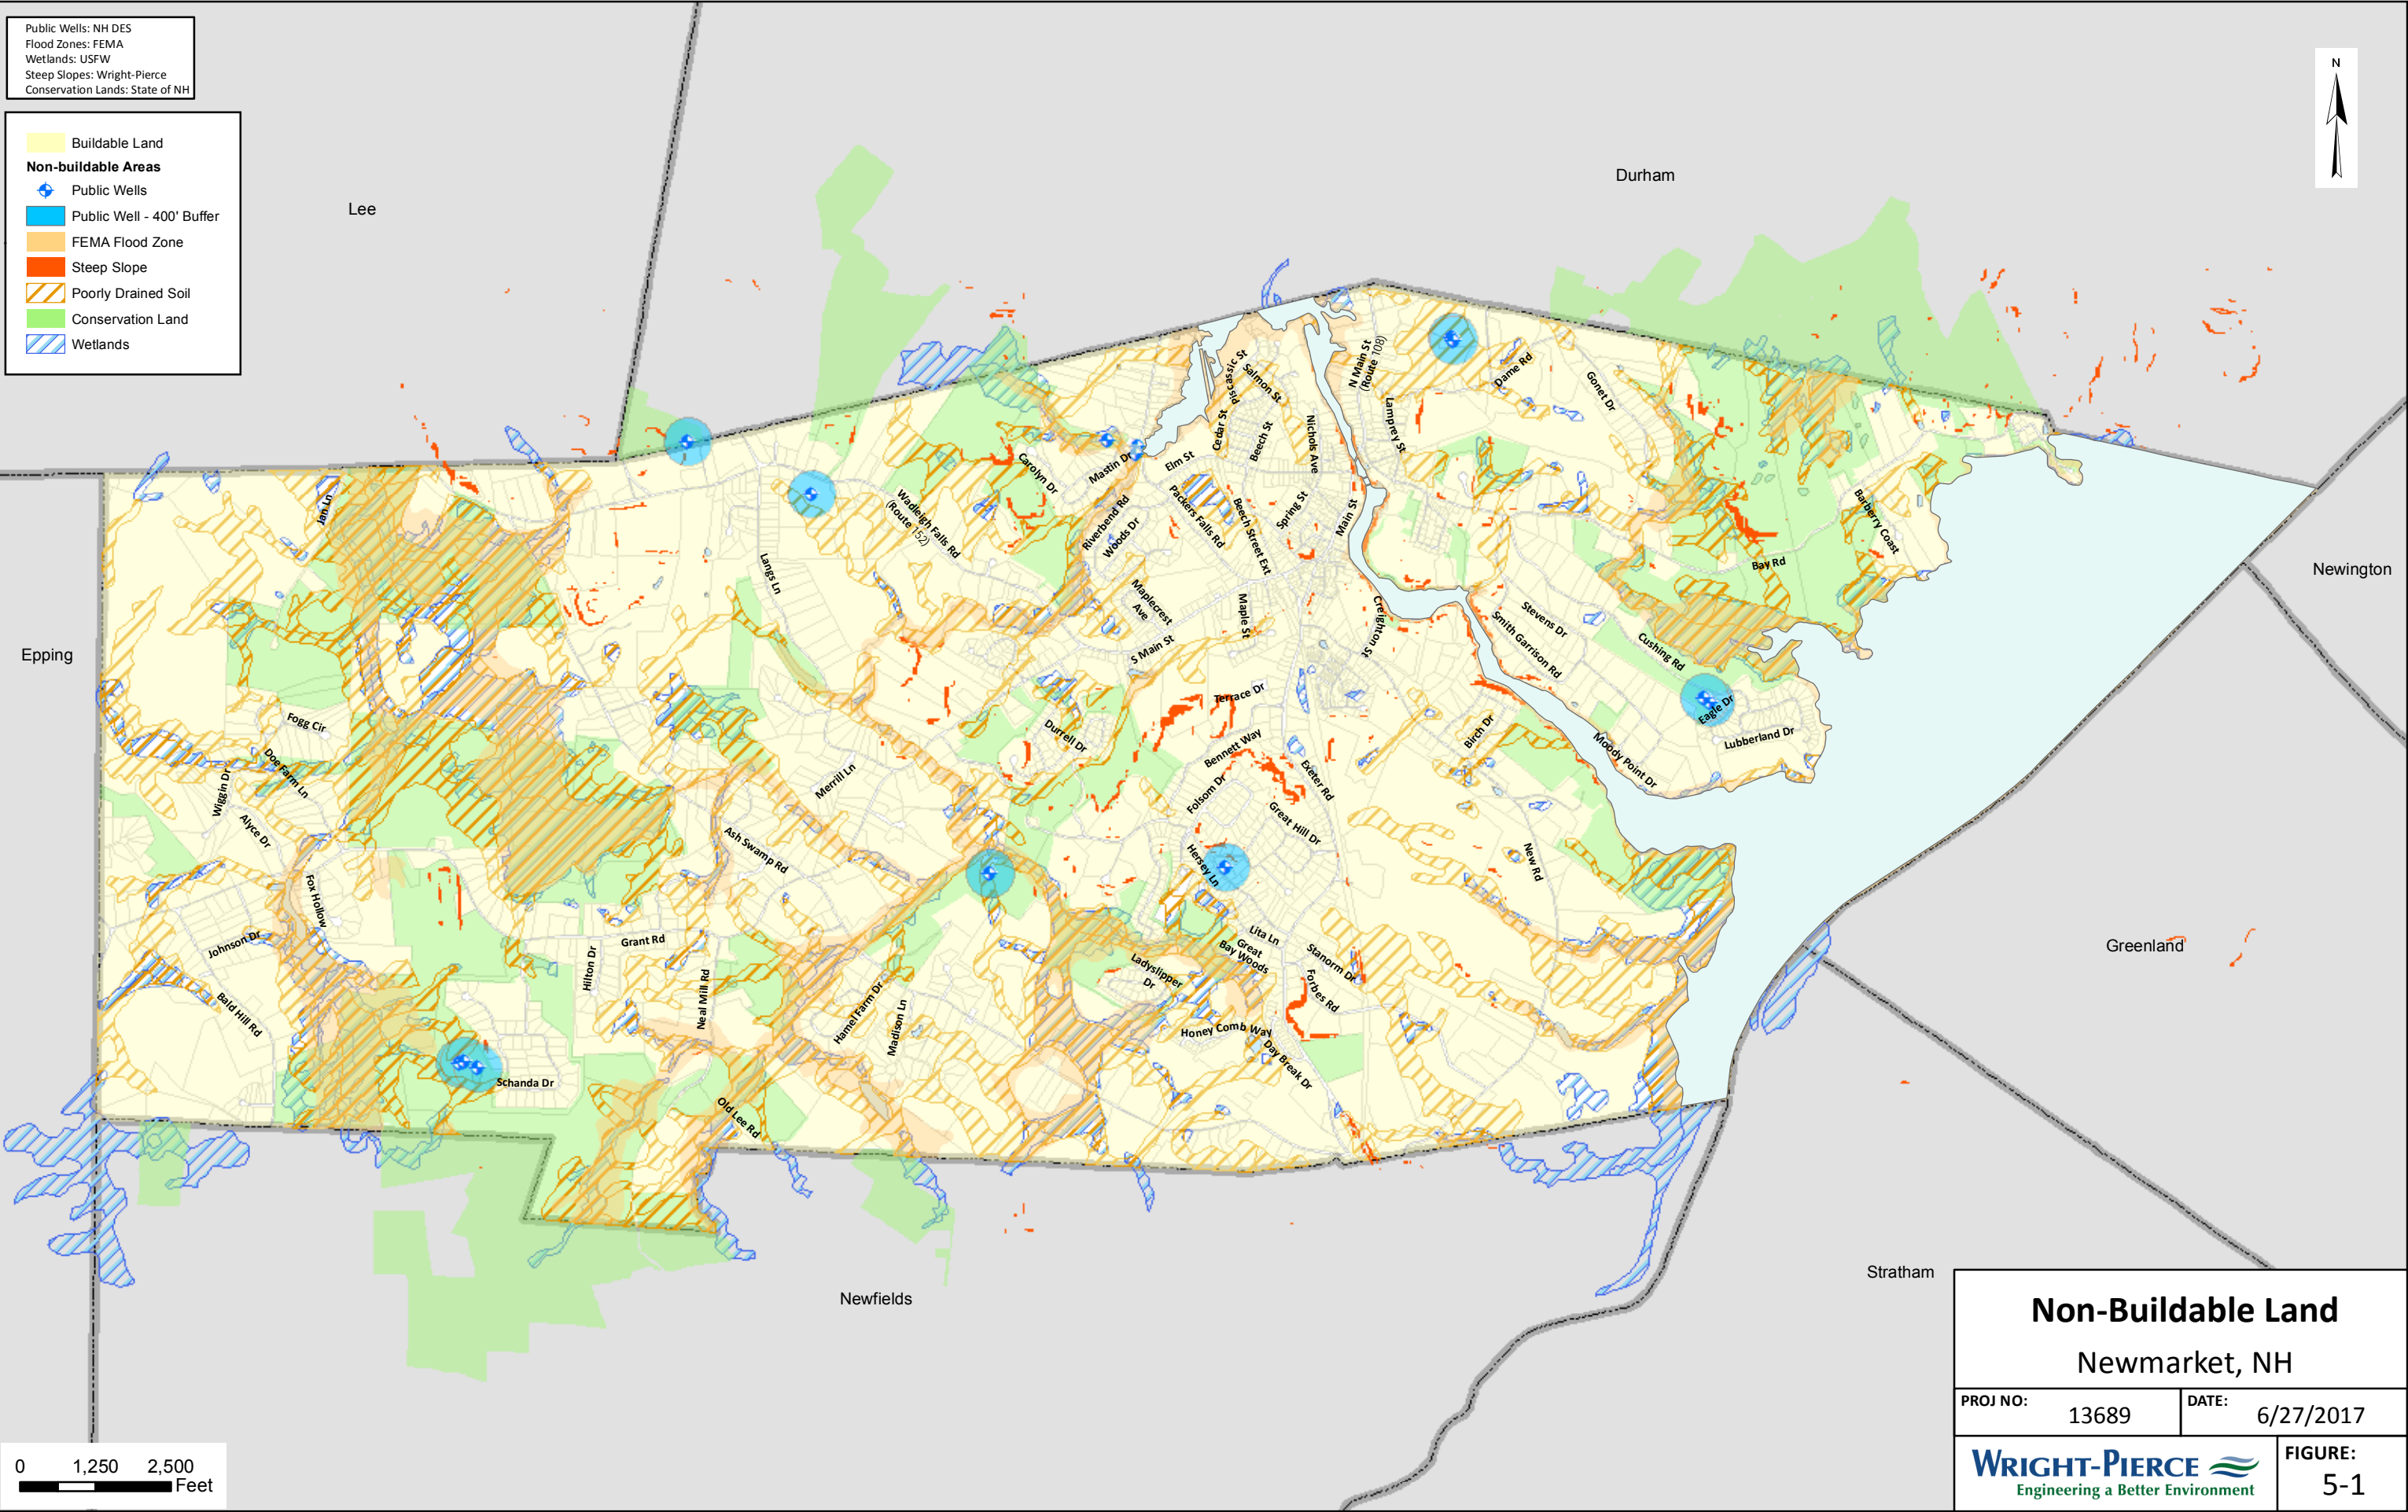 Public Wells: NH DES
Flood Zones: FEMA
Wetlands: USFW
Steep Slopes: Wright-Pierce
Conservation Lands: State of NH
Buildable Land
Non-buildable Areas
Public Wells
Public Well - 400' Buffer
FEMA Flood Zone
Steep Slope
Poorly Drained Soil
Conservation Land
Wetlands
N
Lee
Durham
Epping
Newington
Greenland
Stratham
Newfields
Jan Ln
Langs Ln
Wadleigh Falls Rd
(Route 152)
Carolyn Dr
Mastin Dr
Riverbend Rd
Woods Dr
Elm St
Packers Falls Rd
Piscassic St
Salmon St
Cedar St
Beech St
Nichols Ave
Beech Street Ext
Spring St
Main St
N Main St
(Route 108)
Lamprey St
Dame Rd
Gonet Dr
Barberry Coast
Bay Rd
Maplecrest
Ave
Maple St
S Main St
Creighton St
Stevens Dr
Smith Garrison Rd
Cushing Rd
Eagle Dr
Lubberland Dr
Moody Point Dr
Birch Dr
Terrace Dr
Durrell Dr
Bennett Way
Folsom Dr
Exeter Rd
Great Hill Dr
Hersey Ln
New Rd
Fogg Cir
Doe Farm Ln
Wiggin Dr
Alyce Dr
Fox Hollow
Johnson Dr
Bald Hill Rd
Merrill Ln
Ash Swamp Rd
Grant Rd
Hilton Dr
Neal Mill Rd
Hamel Farm Dr
Madison Ln
Schanda Dr
Old Lee Rd
Lita Ln
Great
Bay Woods
Ladyslipper
Dr
Stanorm Dr
Forbes Rd
Honey Comb Way
Day Break Dr
0 1,250 2,500
Feet
Non-Buildable Land
Newmarket, NH
PROJ NO: 13689
DATE: 6/27/2017
WRIGHT-PIERCE
Engineering a Better Environment
FIGURE:
5-1